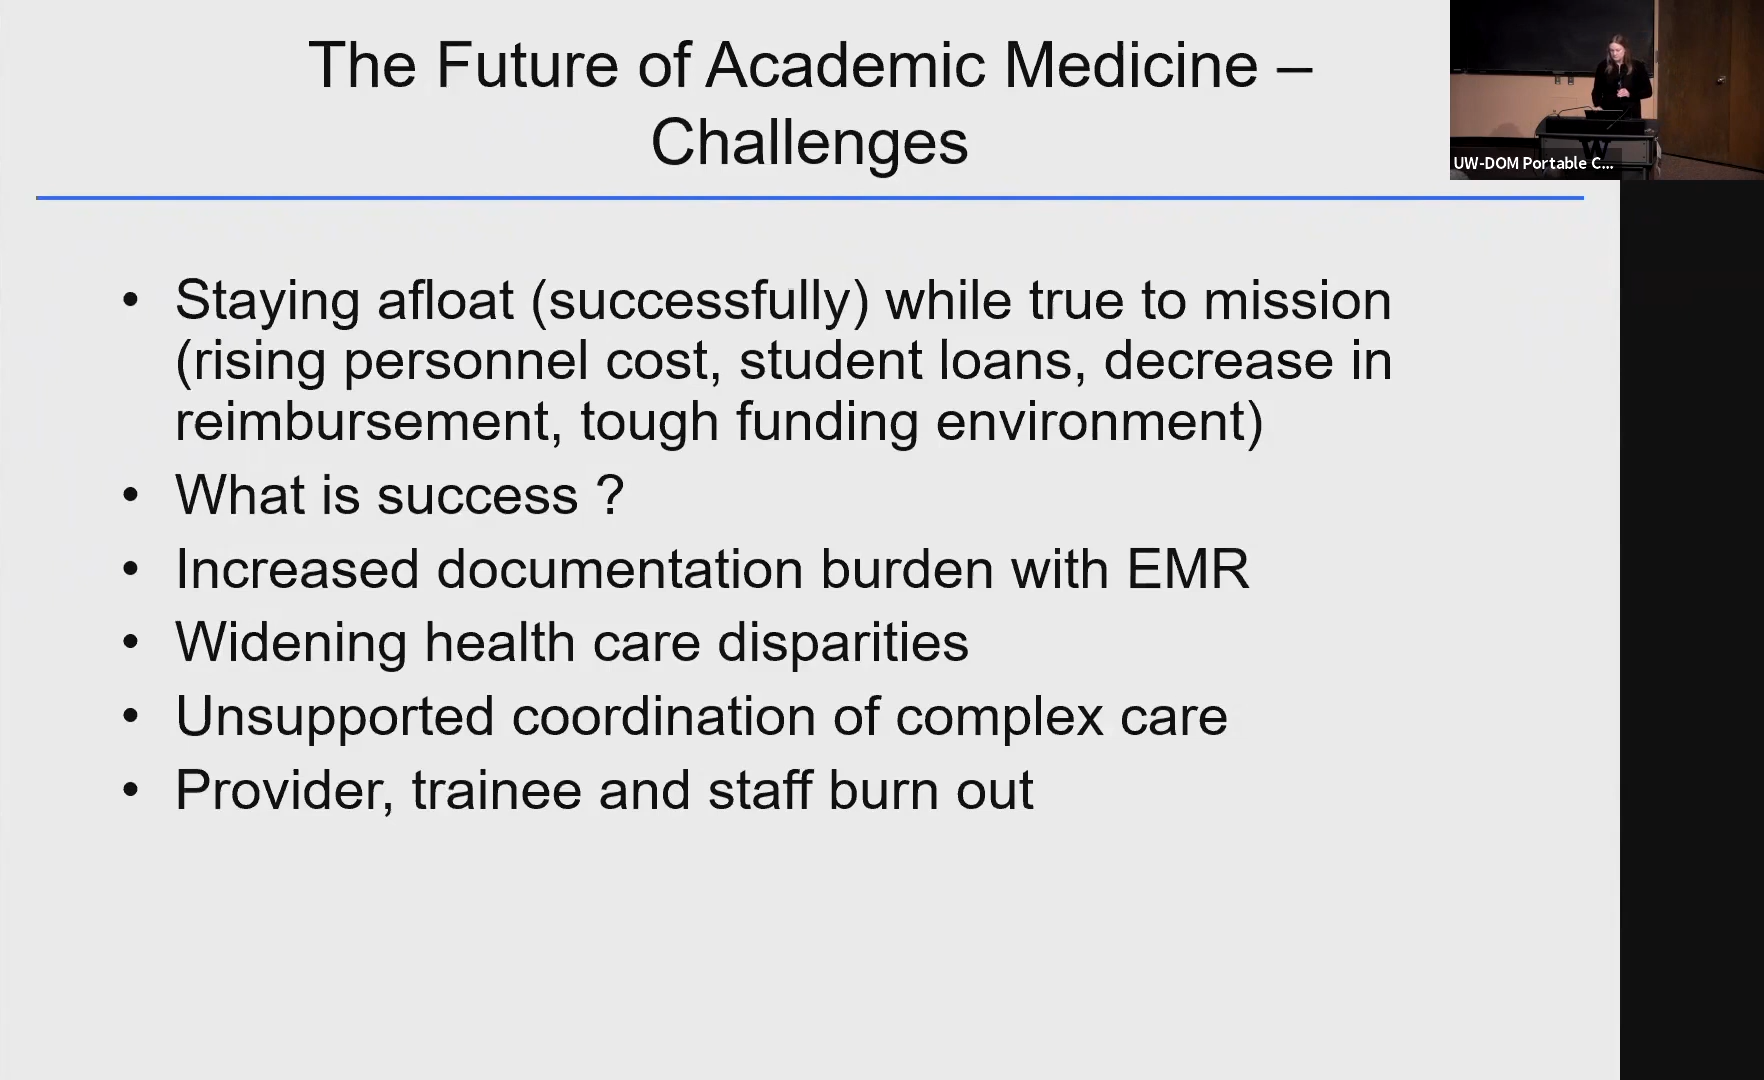 The Future of Academic Medicine –
Challenges
UW-DOM Portable C...
• Staying afloat (successfully) while true to mission
(rising personnel cost, student loans, decrease in
reimbursement, tough funding environment)
• What is success ?
• Increased documentation burden with EMR
• Widening health care disparities
• Unsupported coordination of complex care
• Provider, trainee and staff burn out
W